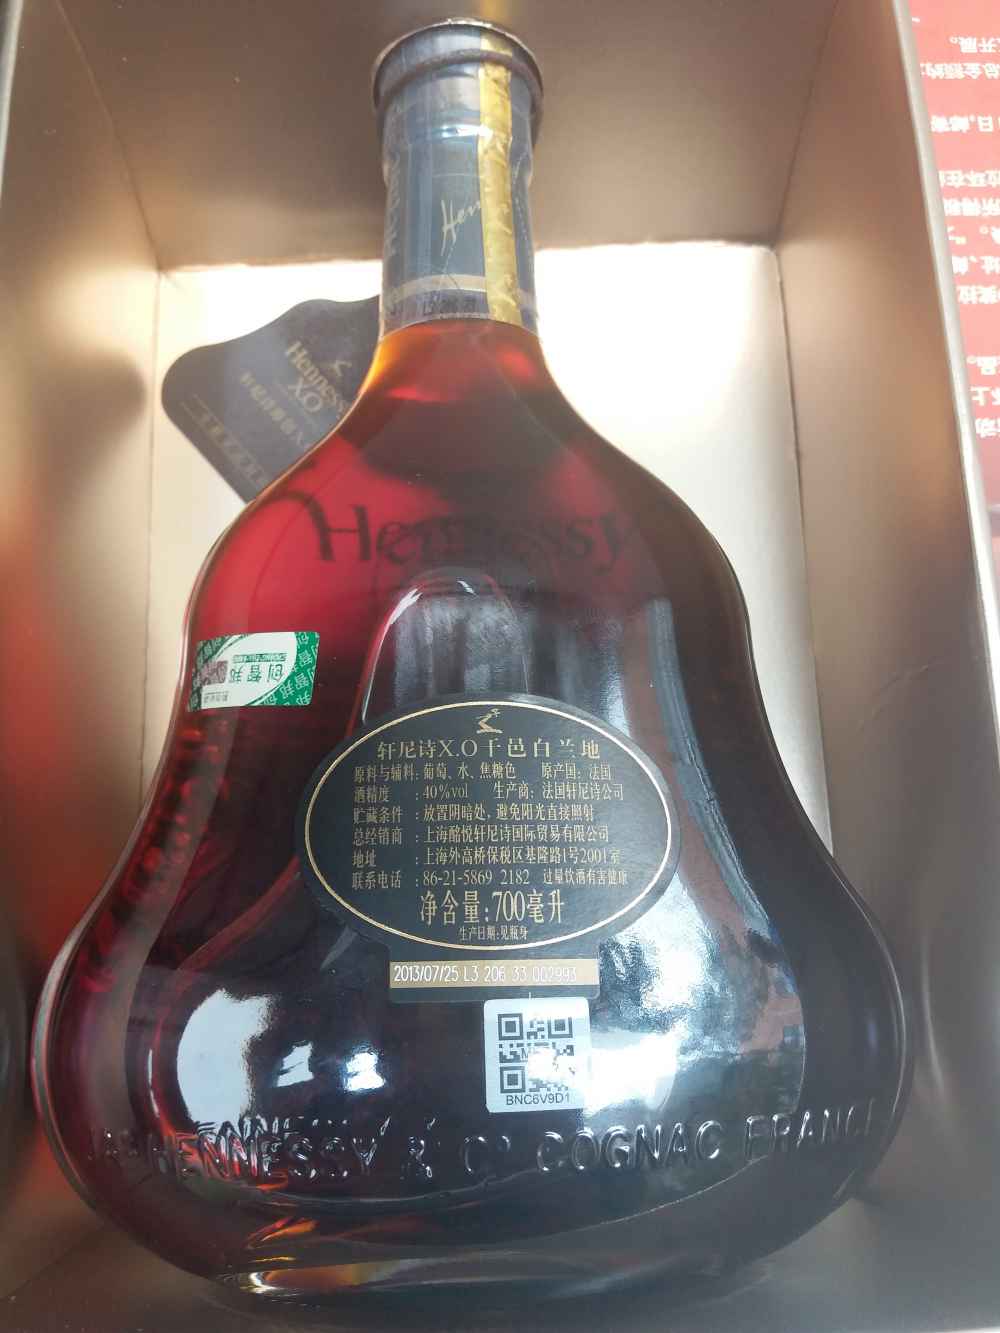 Hennessy
X.O
Hennessy
创智邦
轩尼诗X.O干邑白兰地
原料与辅料: 葡萄、水、焦糖色 原产国: 法国
酒精度 : 40%vol 生产商: 法国轩尼诗公司
贮藏条件 : 放置阴暗处, 避免阳光直接照射
总经销商 : 上海酩悦轩尼诗国际贸易有限公司
地址 : 上海外高桥保税区基隆路1号2001室
联系电话 : 86-21-5869 2182 过量饮酒有害健康
净含量: 700毫升
生产日期: 见瓶身
2013/07/25 L3 206 33 002993
BNC6V9D1
JAS HENNESSY & Cº COGNAC FRANCE